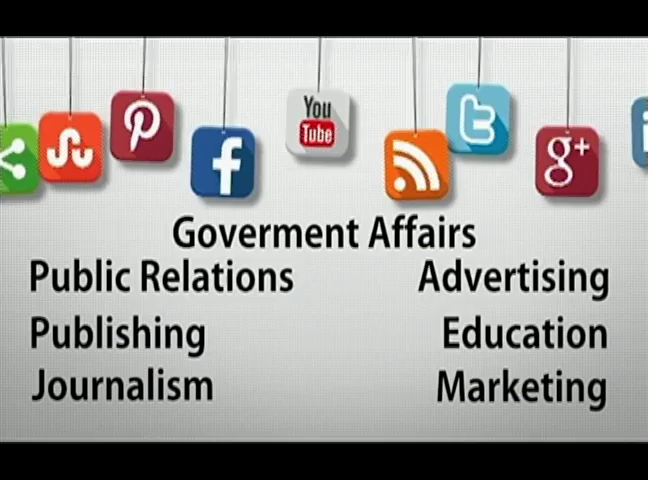 You
Tube
g+
Goverment Affairs
Public Relations Advertising
Publishing Education
Journalism Marketing